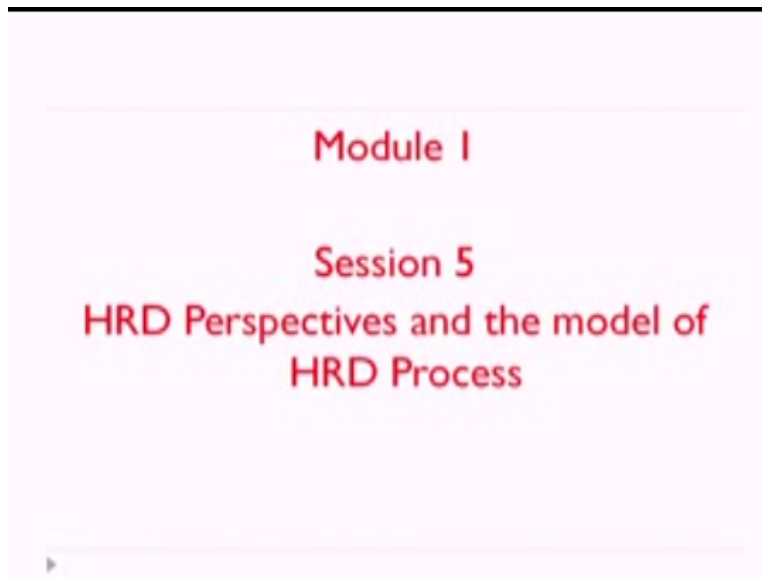 Module 1
Session 5
HRD Perspectives and the model of
HRD Process